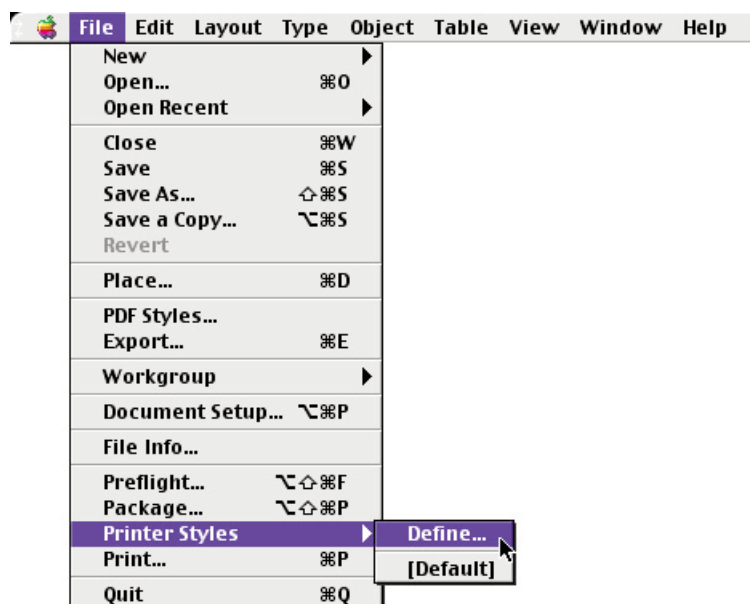 File Edit Layout Type Object Table View Window Help
New
Open... ⌘O
Open Recent
Close ⌘W
Save ⌘S
Save As... ⇧⌘S
Save a Copy... ⌥⌘S
Revert
Place... ⌘D
PDF Styles...
Export... ⌘E
Workgroup
Document Setup... ⌥⌘P
File Info...
Preflight... ⌥⇧⌘F
Package... ⌥⇧⌘P
Printer Styles Define...
Print... ⌘P
[Default]
Quit ⌘Q